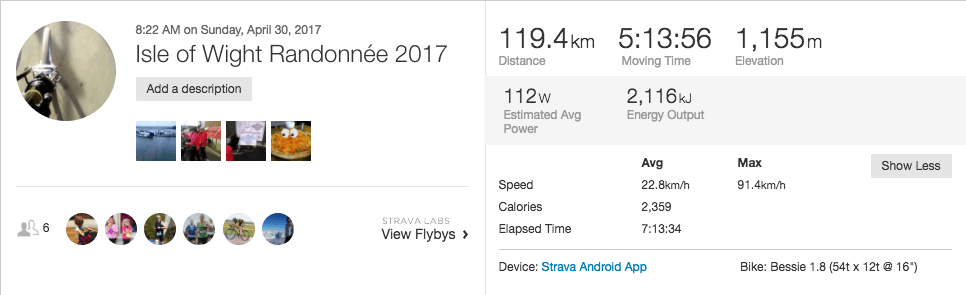 8:22 AM on Sunday, April 30, 2017
Isle of Wight Randonnée 2017
Add a description
6
STRAVA LABS
View Flybys
119.4km 5:13:56 1,155m
Distance Moving Time Elevation
112W 2,116kJ
Estimated Avg Energy Output
Power
Avg Max
Show Less
Speed 22.8km/h 91.4km/h
Calories 2,359
Elapsed Time 7:13:34
Device: Strava Android App Bike: Bessie 1.8 (54t x 12t @ 16")